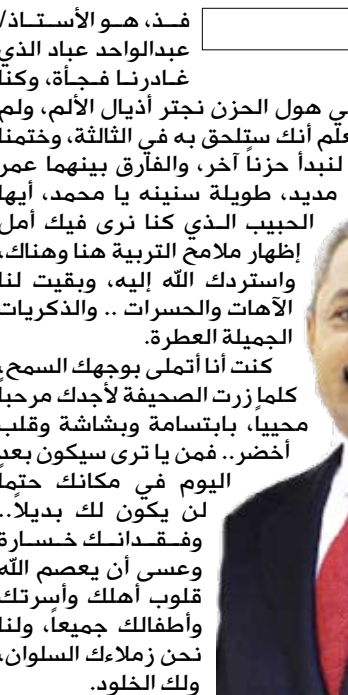 فـذ، هـو الأسـتـاذ/
عبدالواحد عباد الذي
غـادرنـا فـجـأة، وكنا
في هول الحزن نجتر أذيال الألم، ولم
نعلم أنك ستلحق به في الثالثة، وختمنا
لنبدأ حزناً آخر، والفارق بينهما عمر
مديد، طويلة سنينه يا محمد، أيها
الحبيب الـذي كنا نرى فيك أمل
إظهار ملامح التربية هنا وهناك،
واستردك الله إليه، وبقيت لنا
الآهات والحسرات .. والذكريات
الجميلة العطرة.
كنت أنا أتملى بوجهك السمح،
كلما زرت الصحيفة لأجدك مرحباً
محيياً، بابتسامة وبشاشة وقلب
أخضر.. فمن يا ترى سيكون بعد
اليوم في مكانك حتماً
لن يكون لك بديلاً..
وفـقـدانـك خـسـارة
وعسى أن يعصم الله
قلوب أهلك وأسرتك
وأطفالك جميعاً، ولنا
نحن زملاءك السلوان،
ولك الخلود.